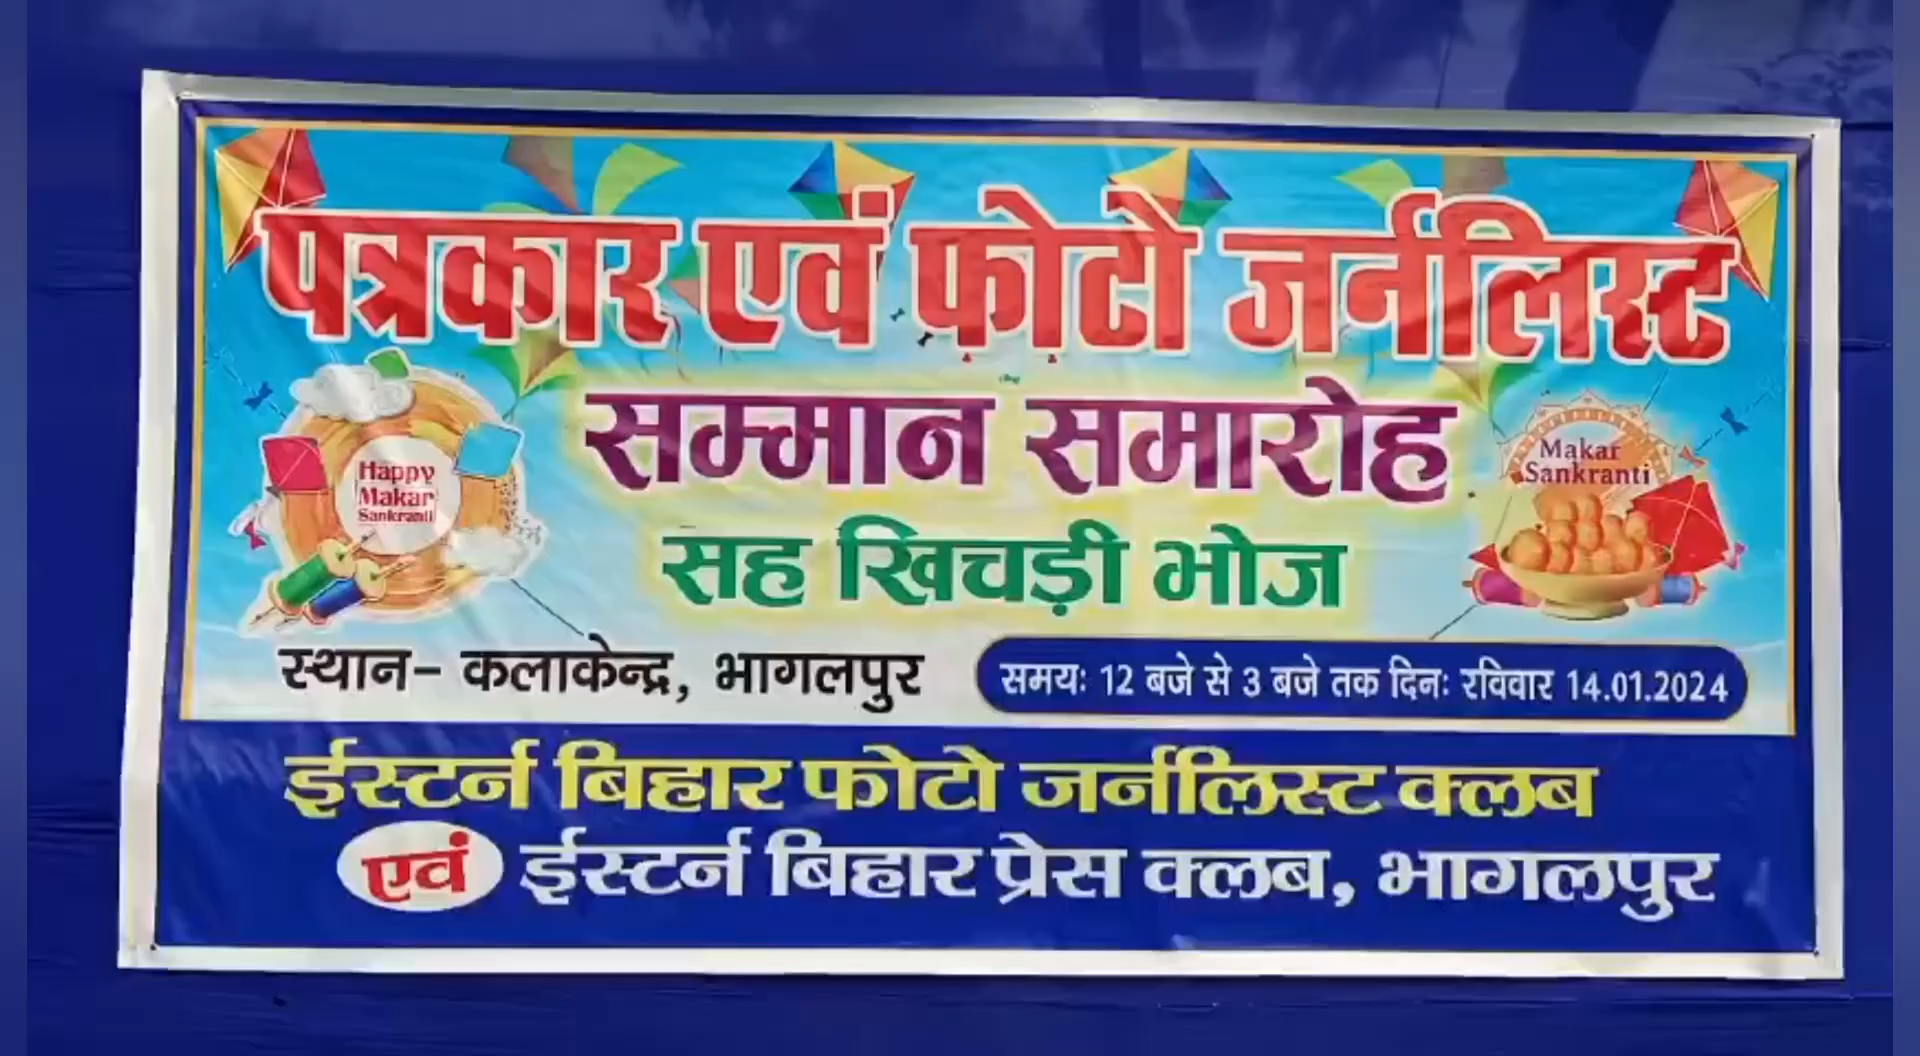 पत्रकार एवं फ़ोटो जर्नलिस्ट
सम्मान समारोह
सह खिचड़ी भोज
Happy
Makar
Sankranti
Makar
Sankranti
स्थान- कलाकेन्द्र, भागलपुर
समयः 12 बजे से 3 बजे तक दिनः रविवार 14.01.2024
ईस्टर्न बिहार फोटो जर्नलिस्ट क्लब
एवं ईस्टर्न बिहार प्रेस क्लब, भागलपुर